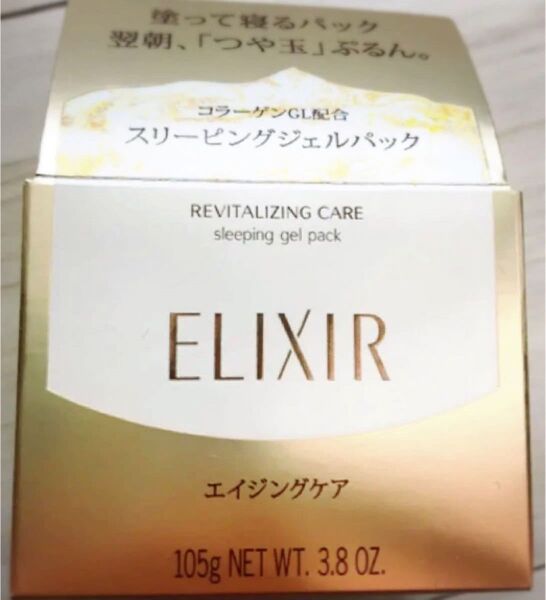 塗って寝るパック
翌朝、「つや玉」ぷるん。
コラーゲンGL配合
スリーピングジェルパック
REVITALIZING CARE
sleeping gel pack
ELIXIR
エイジングケア
105g NET WT. 3.8 OZ.